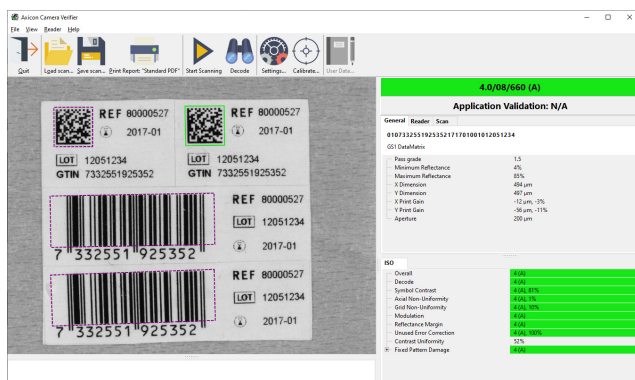 Axicon Camera Verifier
File View Reader Help
Quit Load scan... Save scan... Print Report: "Standard PDF" Start Scanning Decode Settings... Calibrate... User Data...
REF 80000527
2017-01
LOT 12051234
GTIN 7332551925352
REF 80000527
2017-01
LOT 12051234
GTIN 7332551925352
REF 80000527
LOT 12051234
2017-01
7 332551 925352
REF 80000527
LOT 12051234
2017-01
7 332551 925352
4.0/08/660 (A)
Application Validation: N/A
General Reader Scan
0107332551925352171701001012051234
GS1 DataMatrix
Pass grade 1.5
Minimum Reflectance 4%
Maximum Reflectance 85%
X Dimension 494 µm
Y Dimension 497 µm
X Print Gain -12 µm, -3%
Y Print Gain -56 µm, -11%
Aperture 200 µm
ISO
Overall 4 (A)
Decode 4 (A)
Symbol Contrast 4 (A), 81%
Axial Non-Uniformity 4 (A), 1%
Grid Non-Uniformity 4 (A), 10%
Modulation 4 (A)
Reflectance Margin 4 (A)
Unused Error Correction 4 (A), 100%
Contrast Uniformity 52%
Fixed Pattern Damage 4 (A)